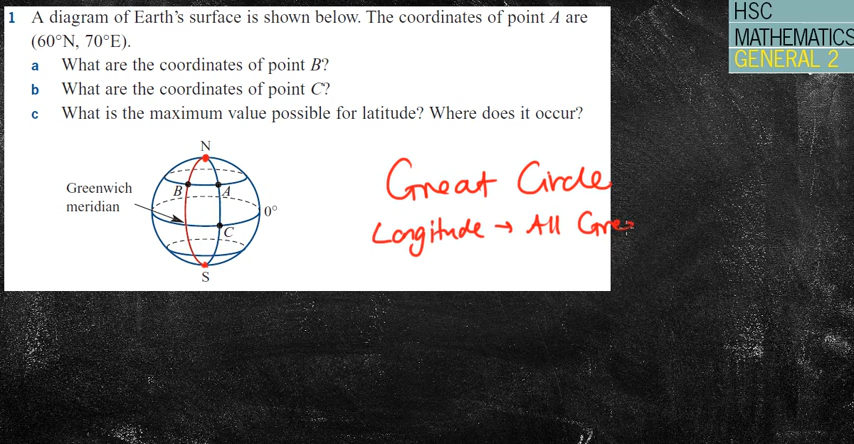 1 A diagram of Earth's surface is shown below. The coordinates of point A are
(60°N, 70°E).
a What are the coordinates of point B?
b What are the coordinates of point C?
c What is the maximum value possible for latitude? Where does it occur?
N
Greenwich
meridian
B
A
0°
C
S
Great Circle
Longitude → All
HSC
MATHEMATICS
GENERAL 2